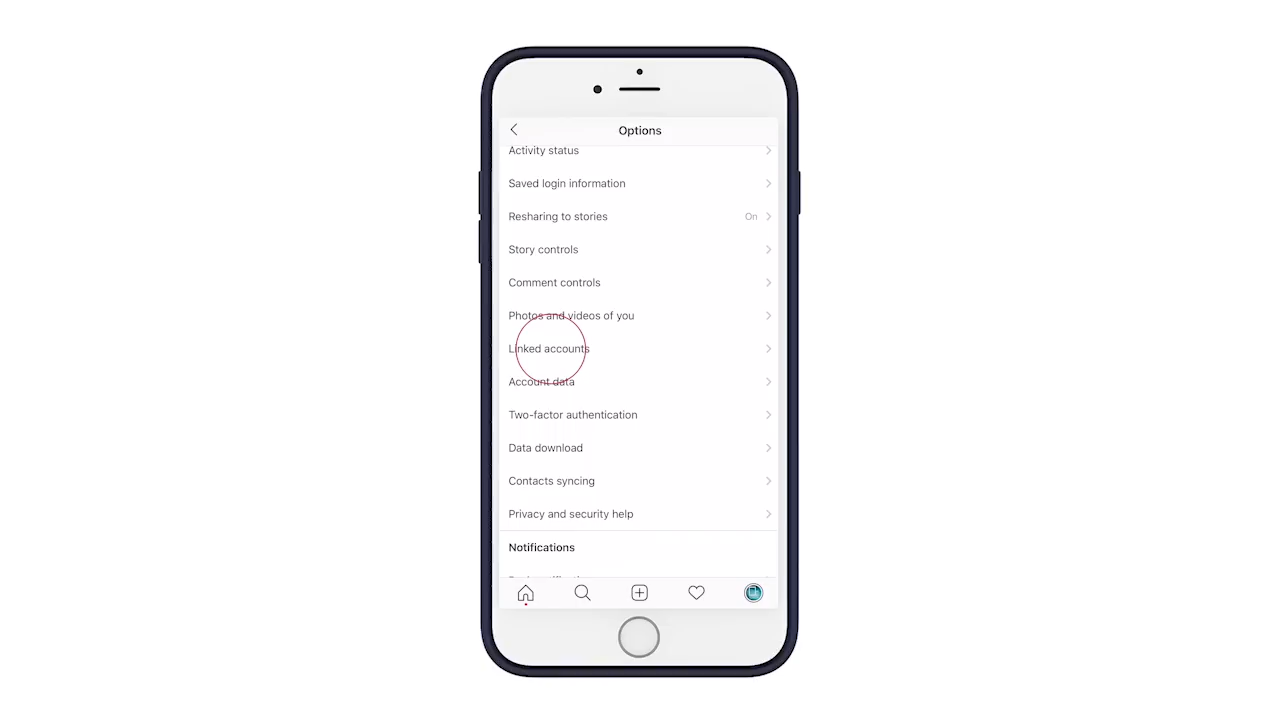 Options
Activity status
Saved login information
Resharing to stories On
Story controls
Comment controls
Photos and videos of you
Linked accounts
Account data
Two-factor authentication
Data download
Contacts syncing
Privacy and security help
Notifications